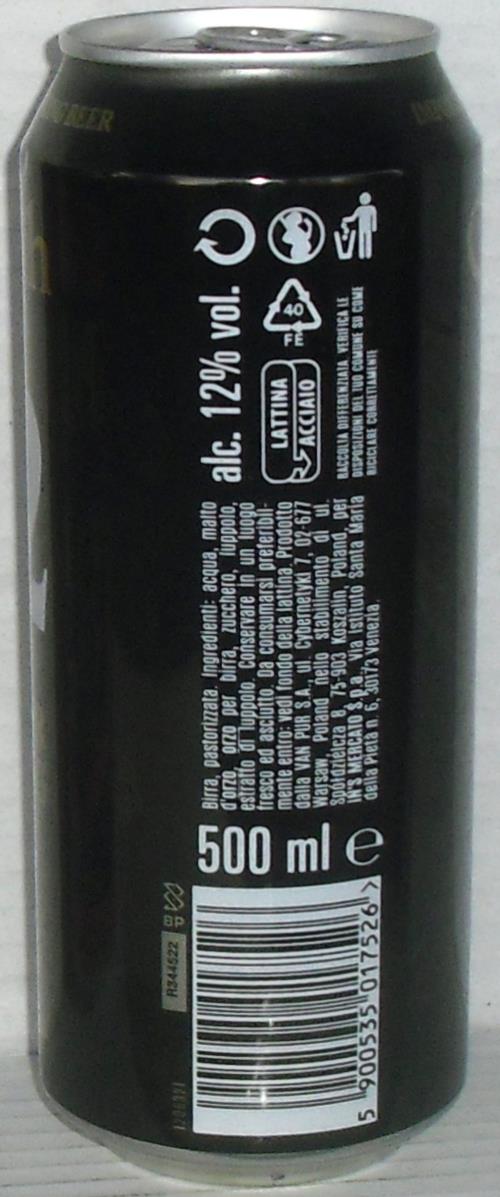 BEER
alc. 12% vol.
40
FE
LATTINA
ACCIAIO
RACCOLTA DIFFERENZIATA. VERIFICA LE
DISPOSIZIONI DEL TUO COMUNE SU COME
RICICLARE CORRETTAMENTE
Birra, pastorizzata. Ingredienti: acqua, malto
d'orzo, orzo per birra, zucchero, luppolo,
estratto di luppolo. Conservare in un luogo
fresco ed asciutto. Da consumarsi preferibil-
mente entro: vedi fondo della lattina. Prodotto
dalla VAN PUR S.A., ul. Cybernetyki 7, 02-677
Warsaw, Poland nello stabilimento di ul.
Spółdzielcza 8, 75-903 Koszalin, Poland, per
IN'S MERCATO S.p.a., Via Istituto Santa Maria
della Pietà n. 6, 30173 Venezia.
500 ml e
BP
R344522
5 900535 017526 >